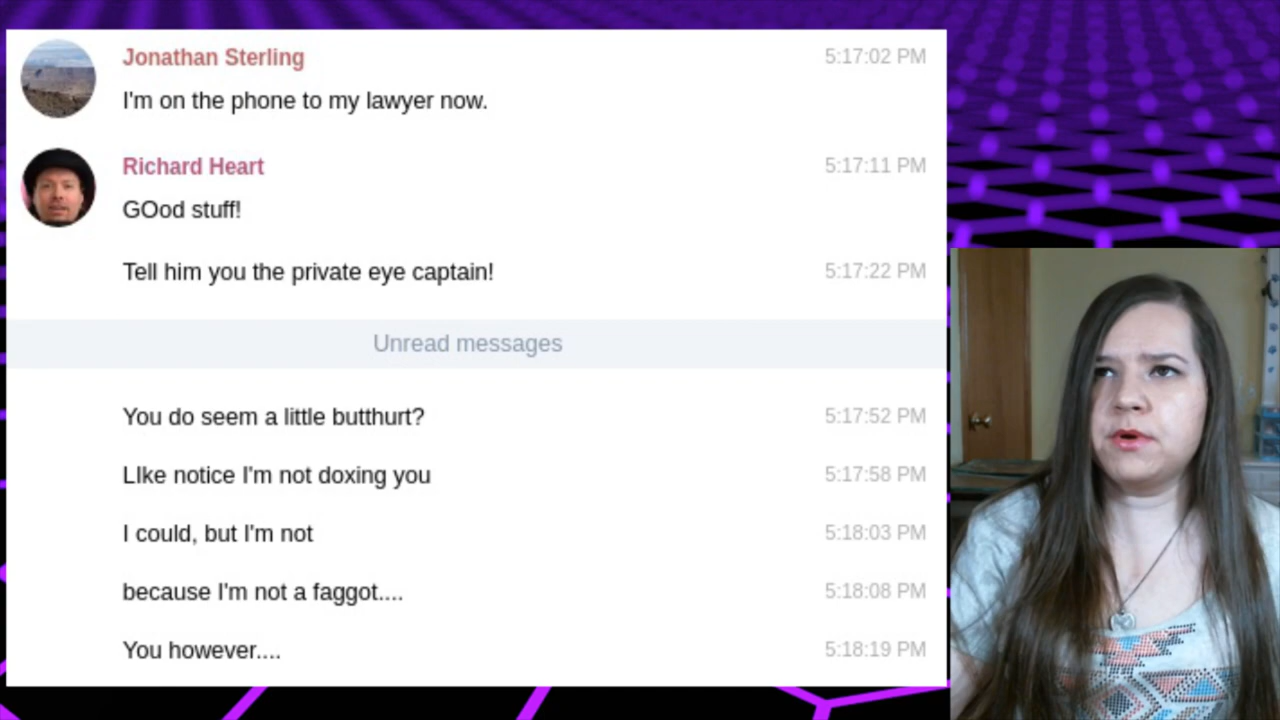 Jonathan Sterling 5:17:02 PM
I'm on the phone to my lawyer now.
Richard Heart 5:17:11 PM
GOod stuff!
Tell him you the private eye captain! 5:17:22 PM
Unread messages
You do seem a little butthurt? 5:17:52 PM
LIke notice I'm not doxing you 5:17:58 PM
I could, but I'm not 5:18:03 PM
because I'm not a faggot.... 5:18:08 PM
You however.... 5:18:19 PM